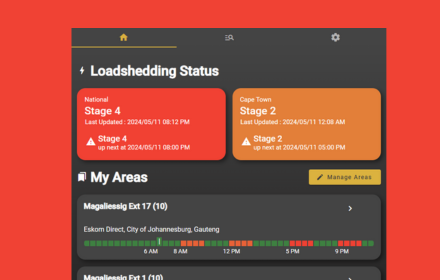 Loadshedding Status
National
Stage 4
Last Updated : 2024/05/11 08:12 PM
Stage 4
up next at 2024/05/11 08:00 PM
Cape Town
Stage 2
Last Updated : 2024/05/11 12:08 AM
Stage 2
up next at 2024/05/11 05:00 PM
My Areas
Manage Areas
Magaliessig Ext 17 (10)
Eskom Direct, City of Johannesburg, Gauteng
6 AM 8 AM 12 PM 5 PM 9 PM
Magaliessig Ext 1 (10)